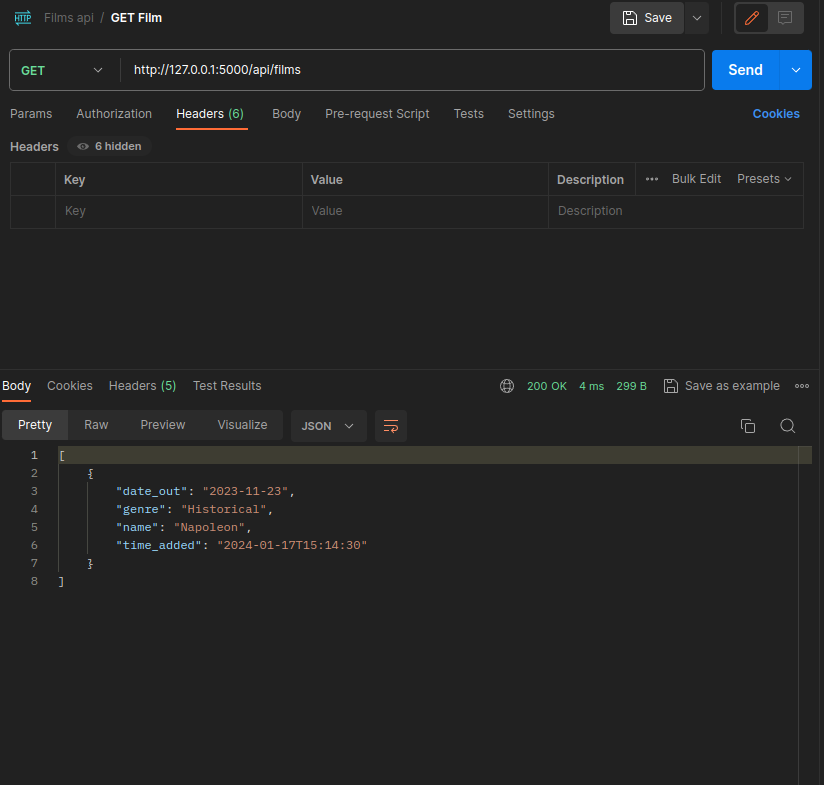 HTTP Films api / GET Film Save
GET http://127.0.0.1:5000/api/films Send
Params Authorization Headers (6) Body Pre-request Script Tests Settings Cookies
Headers 6 hidden
Key Value Description ••• Bulk Edit Presets
Key Value Description
Body Cookies Headers (5) Test Results 200 OK 4 ms 299 B Save as example
Pretty Raw Preview Visualize JSON
1 [
2 {
3 "date_out": "2023-11-23",
4 "genre": "Historical",
5 "name": "Napoleon",
6 "time_added": "2024-01-17T15:14:30"
7 }
8 ]